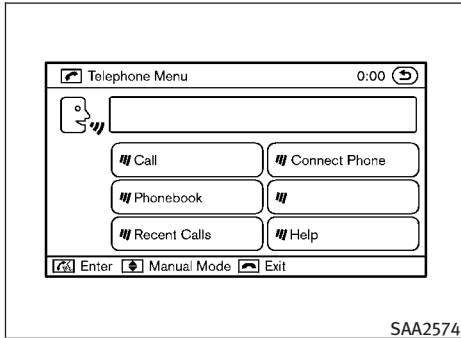 Telephone Menu 0:00
Call
Connect Phone
Phonebook
Recent Calls
Help
Enter Manual Mode Exit
SAA2574